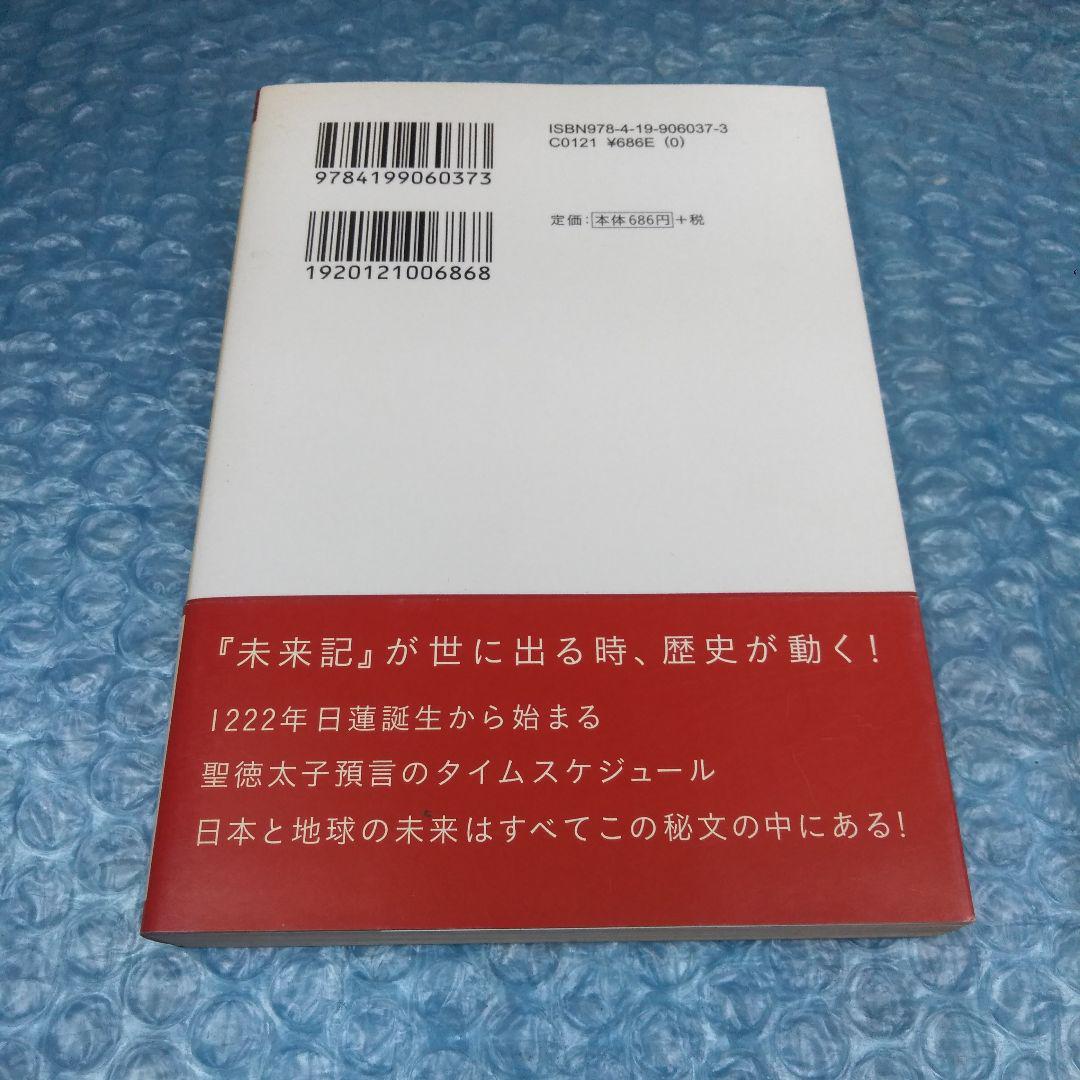 ISBN978-4-19-906037-3
C0121 ¥686E (0)
9784199060373
定価:本体686円+税
1920121006868
『未来記』が世に出る時、歴史が動く!
1222年日蓮誕生から始まる
聖徳太子預言のタイムスケジュール
日本と地球の未来はすべてこの秘文の中にある!